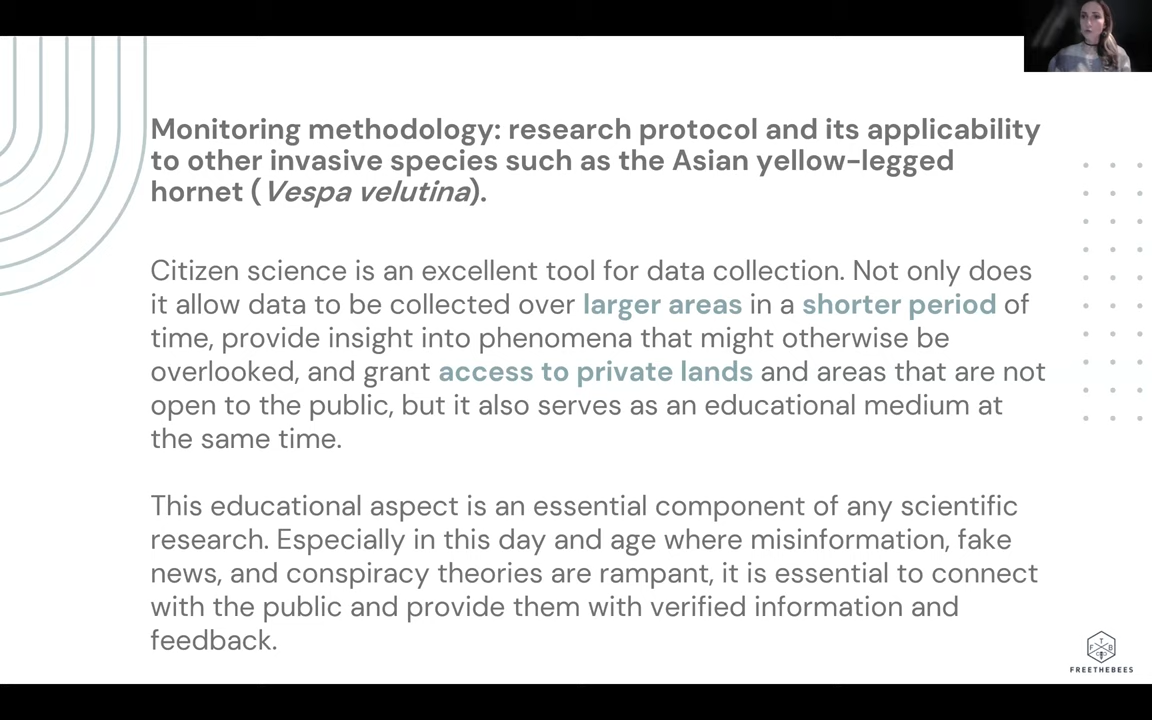 Monitoring methodology: research protocol and its applicability
to other invasive species such as the Asian yellow-legged
hornet (Vespa velutina).
Citizen science is an excellent tool for data collection. Not only does
it allow data to be collected over larger areas in a shorter period of
time, provide insight into phenomena that might otherwise be
overlooked, and grant access to private lands and areas that are not
open to the public, but it also serves as an educational medium at
the same time.
This educational aspect is an essential component of any scientific
research. Especially in this day and age where misinformation, fake
news, and conspiracy theories are rampant, it is essential to connect
with the public and provide them with verified information and
feedback.
T
F B
FREETHEBEES